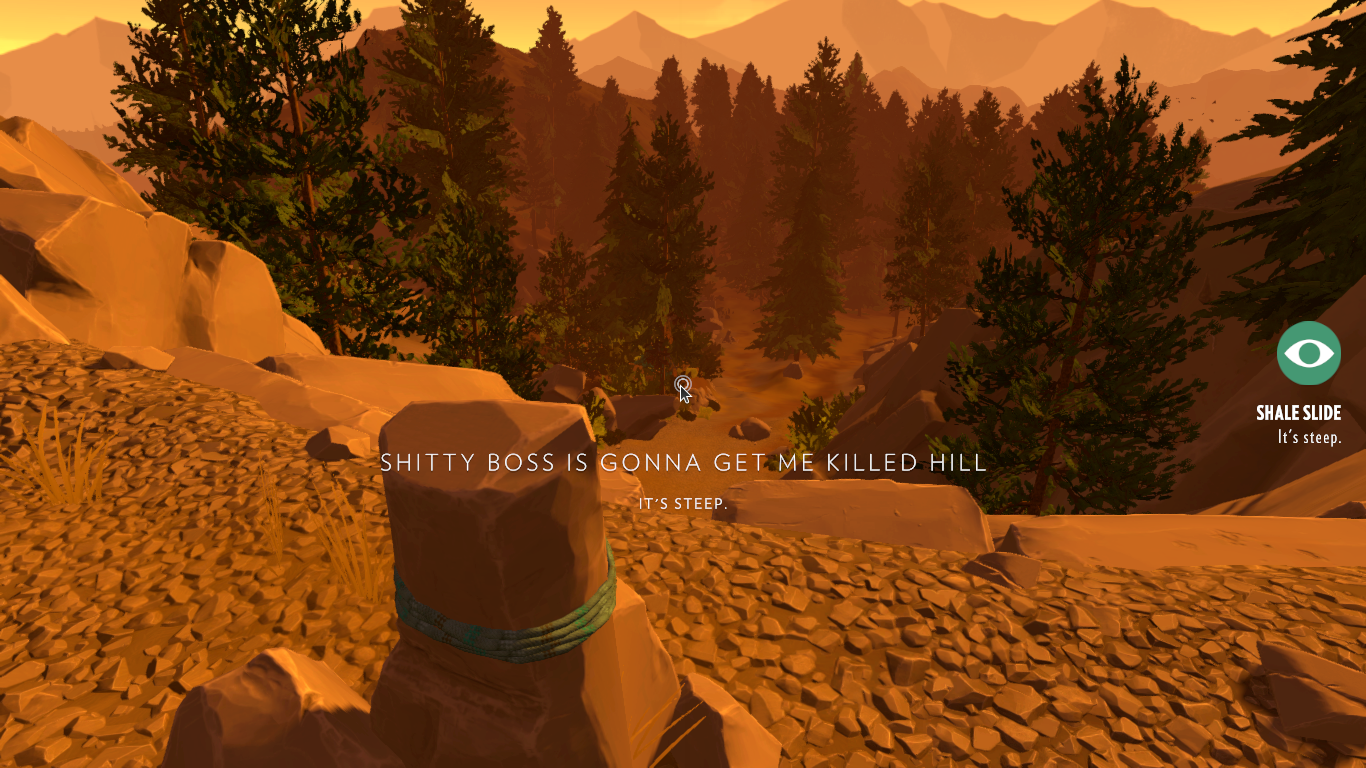 SHITTY BOSS IS GONNA GET ME KILLED HILL
IT'S STEEP.
SHALE SLIDE
It's steep.